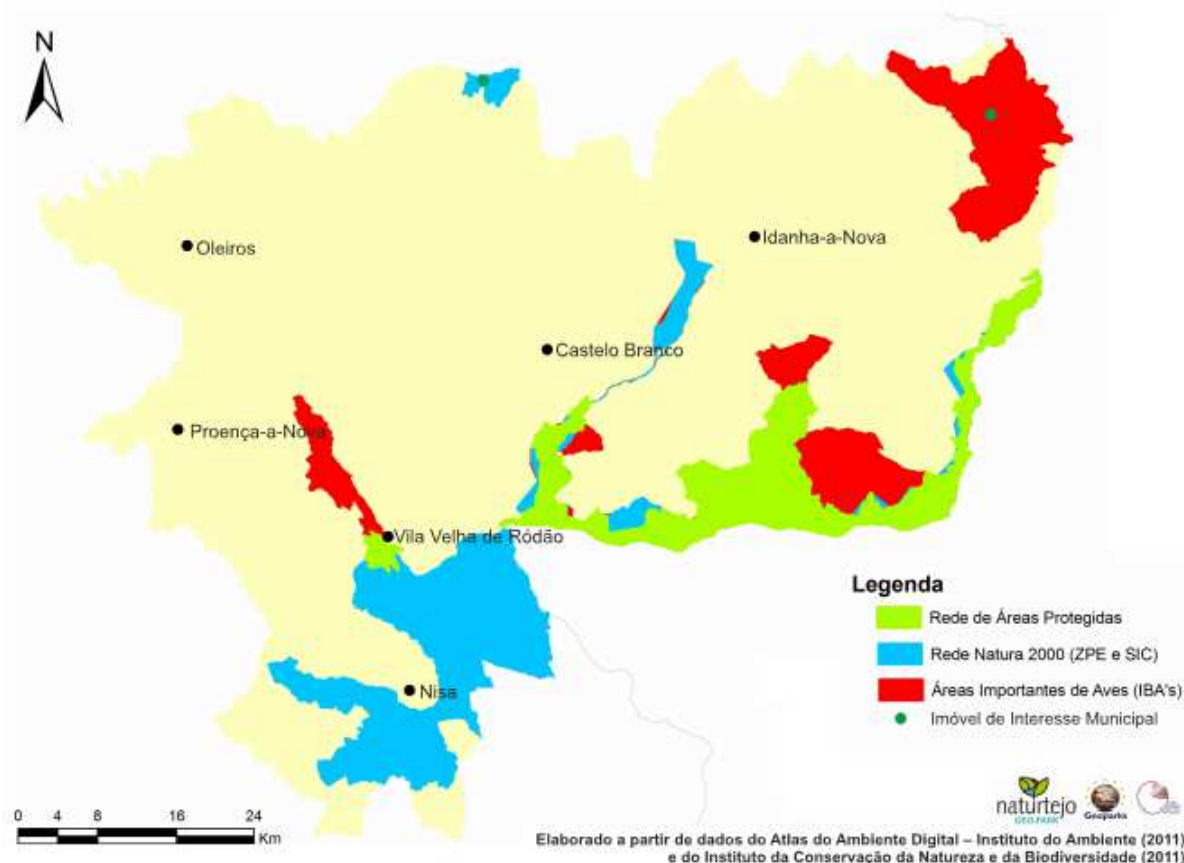 N
Oleiros
Idanha-a-Nova
Castelo Branco
Proença-a-Nova
Vila Velha de Ródão
Nisa
Legenda
Rede de Áreas Protegidas
Rede Natura 2000 (ZPE e SIC)
Áreas Importantes de Aves (IBA's)
Imóvel de Interesse Municipal
0 4 8 16 24
Km
naturtejo
GEOPARK
Geoparks
Elaborado a partir de dados do Atlas do Ambiente Digital – Instituto do Ambiente (2011)
e do Instituto da Conservação da Natureza e da Biodiversidade (2011)